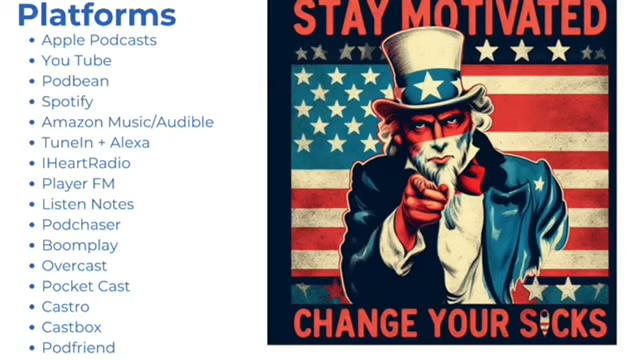 Platforms
Apple Podcasts
You Tube
Podbean
Spotify
Amazon Music/Audible
TuneIn + Alexa
IHeartRadio
Player FM
Listen Notes
Podchaser
Boomplay
Overcast
Pocket Cast
Castro
Castbox
Podfriend
STAY MOTIVATED
CHANGE YOUR SOCKS